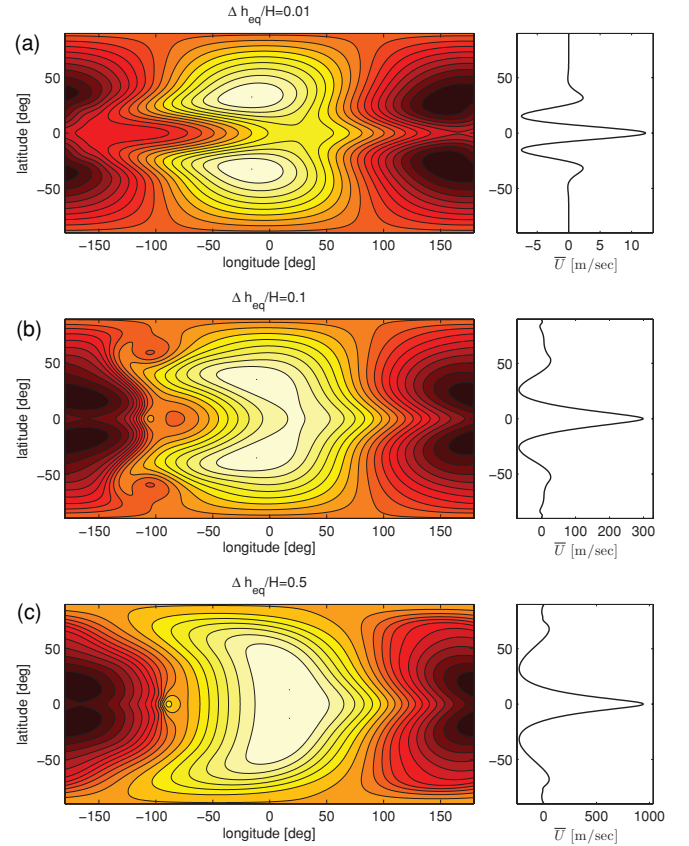 Δ h_eq/H=0.01
(a)
50
0
−50
latitude [deg]
−150 −100 −50 0 50 100 150
longitude [deg]
50
0
−50
−5 0 5 10
U̅ [m/sec]
Δ h_eq/H=0.1
(b)
50
0
−50
latitude [deg]
−150 −100 −50 0 50 100 150
longitude [deg]
50
0
−50
0 100 200 300
U̅ [m/sec]
Δ h_eq/H=0.5
(c)
50
0
−50
latitude [deg]
−150 −100 −50 0 50 100 150
longitude [deg]
50
0
−50
0 500 1000
U̅ [m/sec]